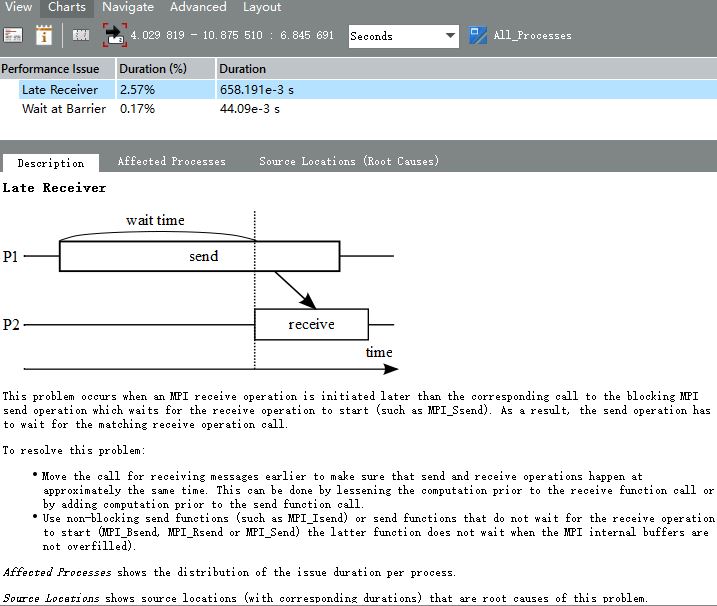 View Charts Navigate Advanced Layout
4.029 819 - 10.875 510 : 6.845 691 Seconds All_Processes
Performance Issue Duration (%) Duration
Late Receiver 2.57% 658.191e-3 s
Wait at Barrier 0.17% 44.09e-3 s
Description Affected Processes Source Locations (Root Causes)
Late Receiver
wait time
P1 send
P2 receive
time
This problem occurs when an MPI receive operation is initiated later than the corresponding call to the blocking MPI
send operation which waits for the receive operation to start (such as MPI_Ssend). As a result, the send operation has
to wait for the matching receive operation call.
To resolve this problem:
• Move the call for receiving messages earlier to make sure that send and receive operations happen at
approximately the same time. This can be done by lessening the computation prior to the receive function call or
by adding computation prior to the send function call.
• Use non-blocking send functions (such as MPI_Isend) or send functions that do not wait for the receive operation
to start (MPI_Bsend, MPI_Rsend or MPI_Send) the latter function does not wait when the MPI internal buffers are
not overfilled).
Affected Processes shows the distribution of the issue duration per process.
Source Locations shows source locations (with corresponding durations) that are root causes of this problem.